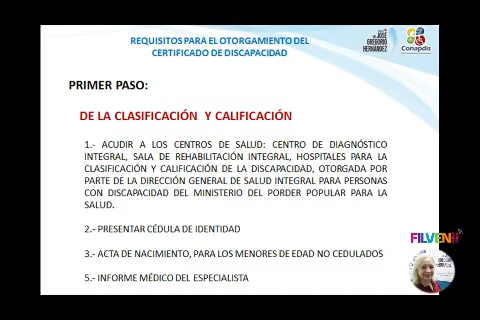 REQUISITOS PARA EL OTORGAMIENTO DEL
CERTIFICADO DE DISCAPACIDAD
JOSÉ
GREGORIO
HERNÁNDEZ
Conapdis
PRIMER PASO:
DE LA CLASIFICACIÓN Y CALIFICACIÓN
1.- ACUDIR A LOS CENTROS DE SALUD: CENTRO DE DIAGNÓSTICO
INTEGRAL, SALA DE REHABILITACIÓN INTEGRAL, HOSPITALES PARA LA
CLASIFICACIÓN Y CALIFICACIÓN DE LA DISCAPACIDAD, OTORGADA POR
PARTE DE LA DIRECCIÓN GENERAL DE SALUD INTEGRAL PARA PERSONAS
CON DISCAPACIDAD DEL MINISTERIO DEL PORDER POPULAR PARA LA
SALUD.
2.- PRESENTAR CÉDULA DE IDENTIDAD
3.- ACTA DE NACIMIENTO, PARA LOS MENORES DE EDAD NO CEDULADOS
5.- INFORME MÉDICO DEL ESPECIALISTA
FILVEN